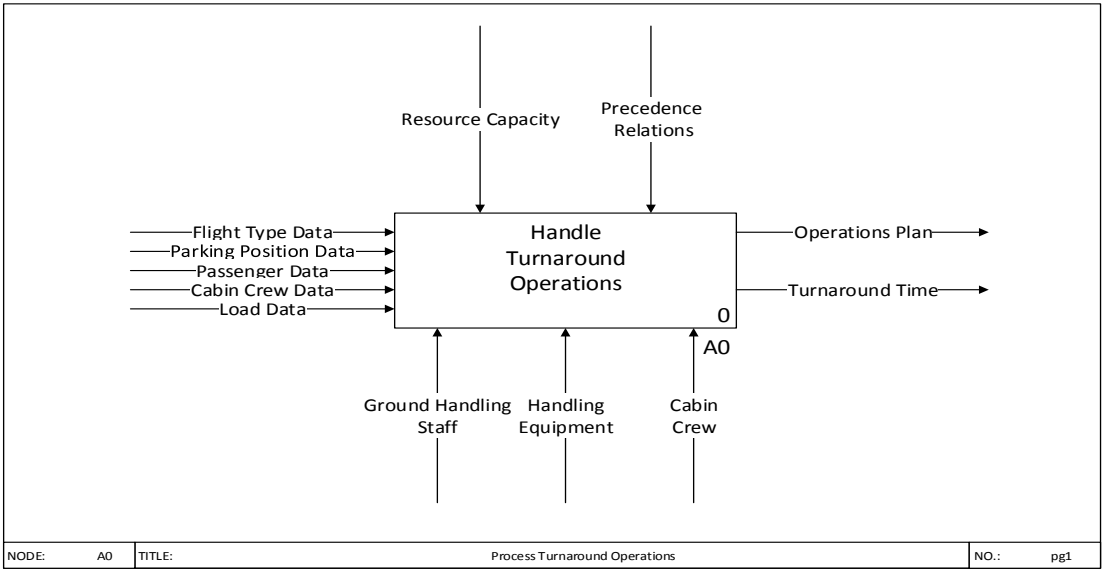 Resource Capacity
Precedence
Relations
Flight Type Data
Parking Position Data
Passenger Data
Cabin Crew Data
Load Data
Handle
Turnaround
Operations
0
A0
Operations Plan
Turnaround Time
Ground Handling
Staff
Handling
Equipment
Cabin
Crew
NODE: A0 TITLE: Process Turnaround Operations NO.: pg1